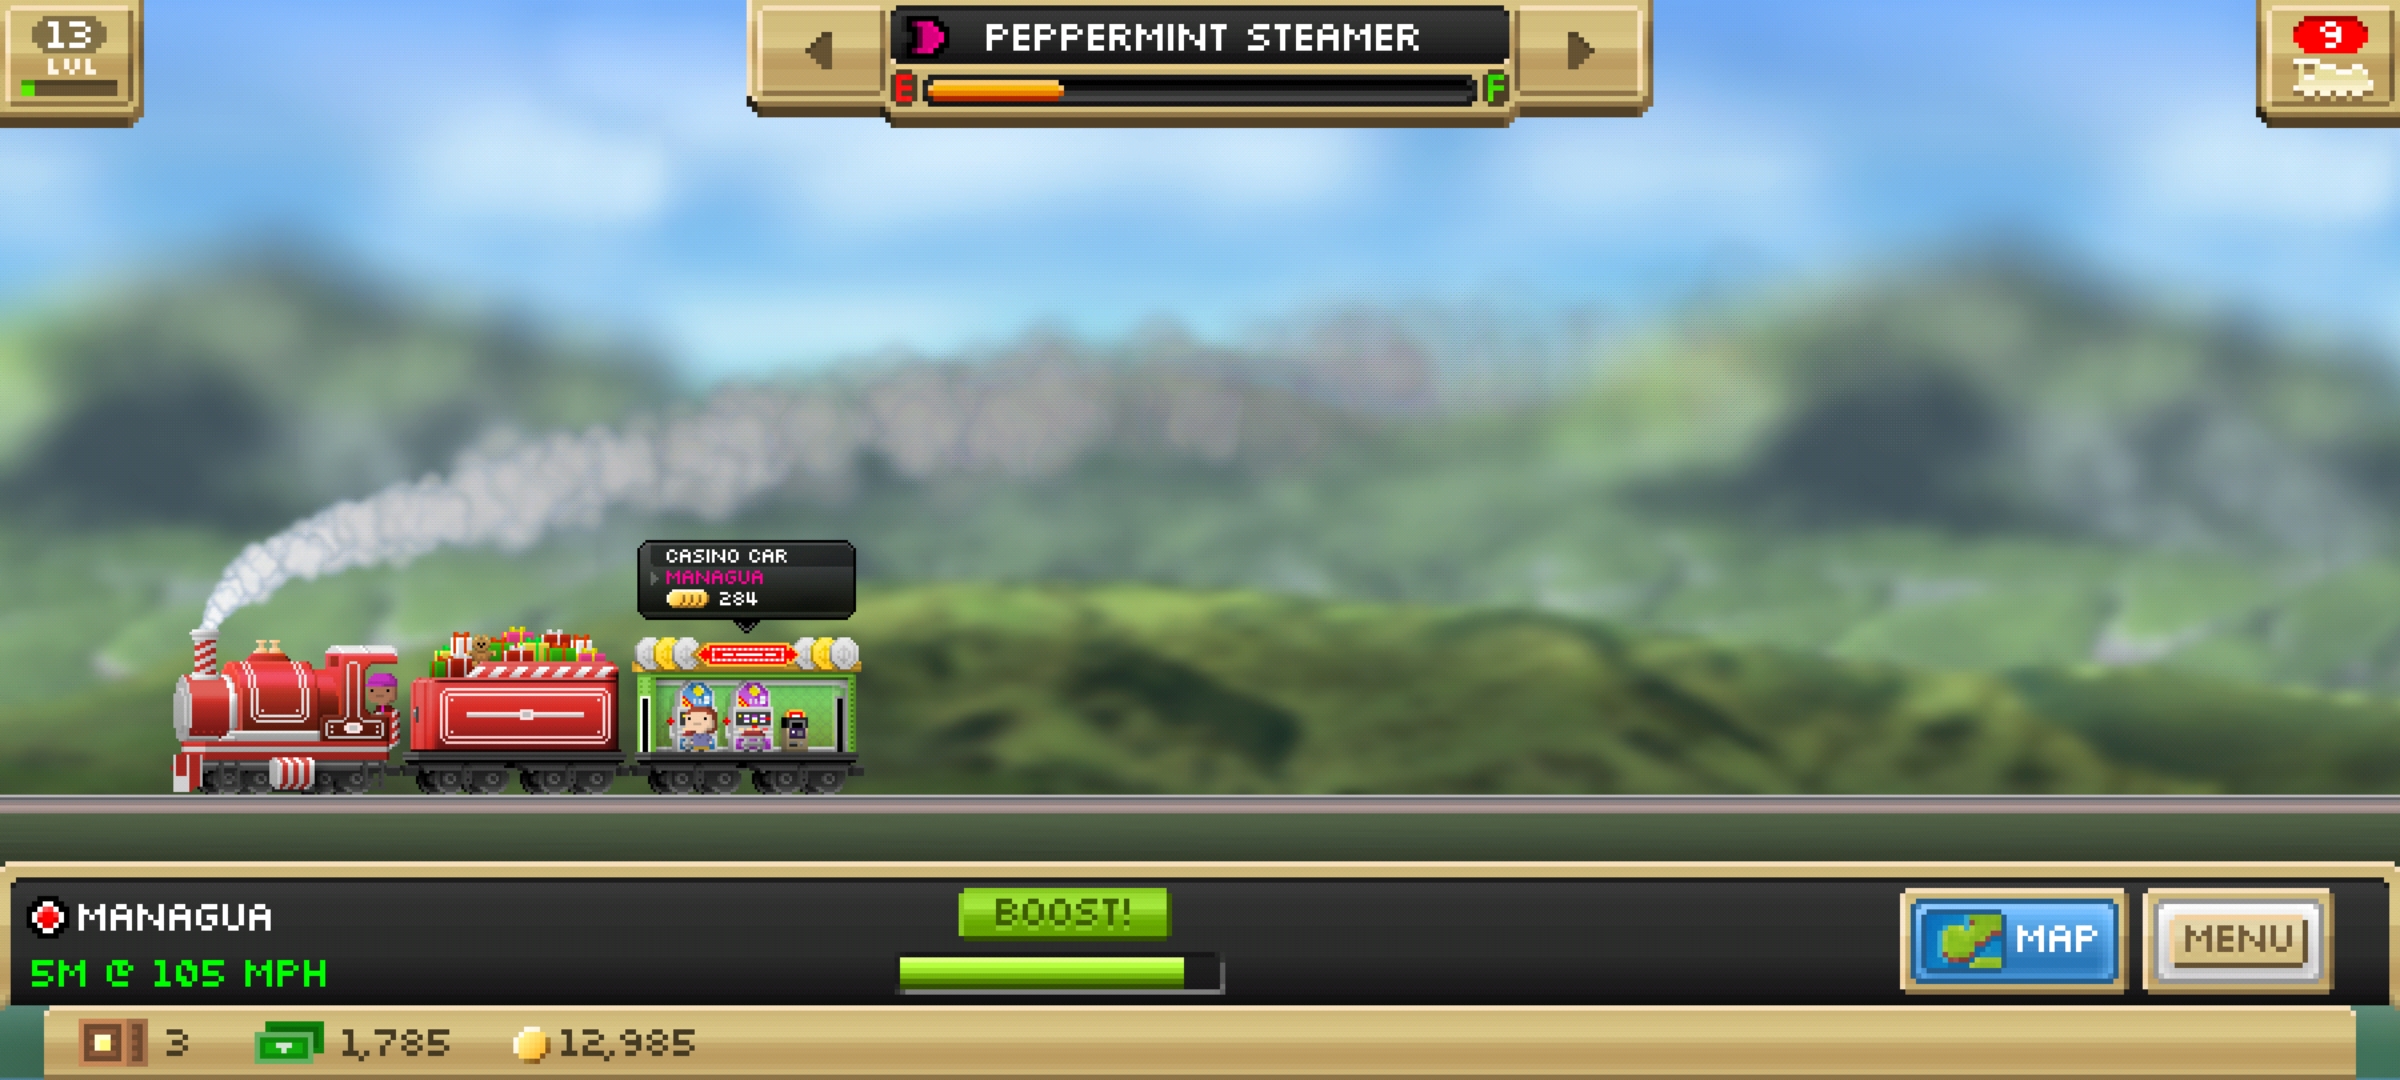 13
LVL
PEPPERMINT STEAMER
E F
9
CASINO CAR
MANAGUA
284
MANAGUA
5M @ 105 MPH
BOOST!
MAP
MENU
3
1,785
12,985